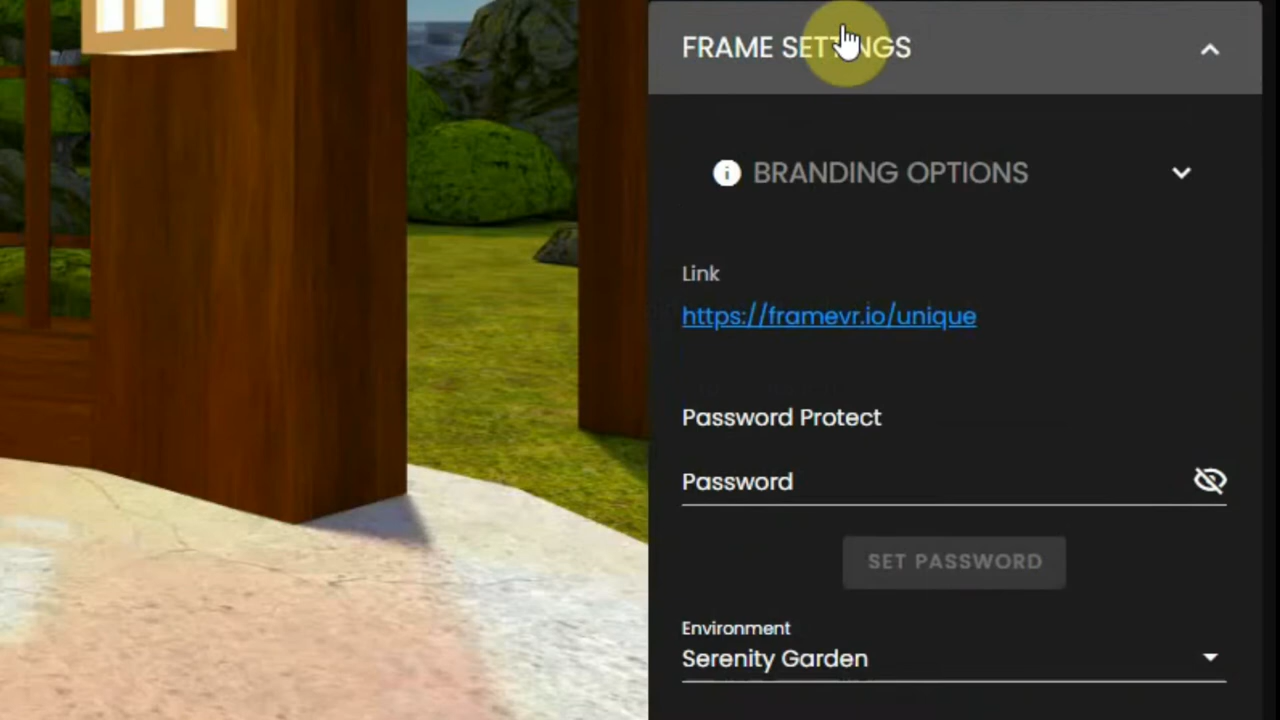 FRAME SETTINGS
BRANDING OPTIONS
Link
https://framevr.io/unique
Password Protect
Password
SET PASSWORD
Environment
Serenity Garden